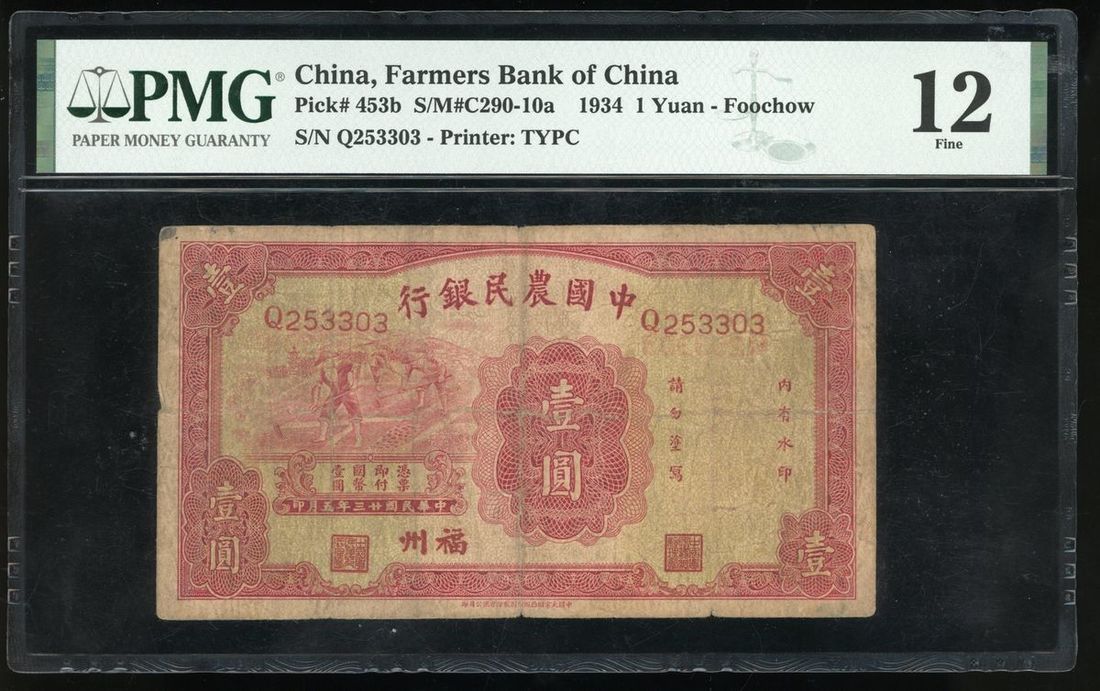 PMG®
PAPER MONEY GUARANTY
China, Farmers Bank of China
Pick# 453b S/M#C290-10a 1934 1 Yuan - Foochow
S/N Q253303 - Printer: TYPC
12
Fine
壹
壹
行銀民農國中
Q253303
Q253303
壹圓
內有水印
請勿塗寫
憑票
即付
國幣
壹圓
印月五年三廿國民華中
州福
壹圓
壹